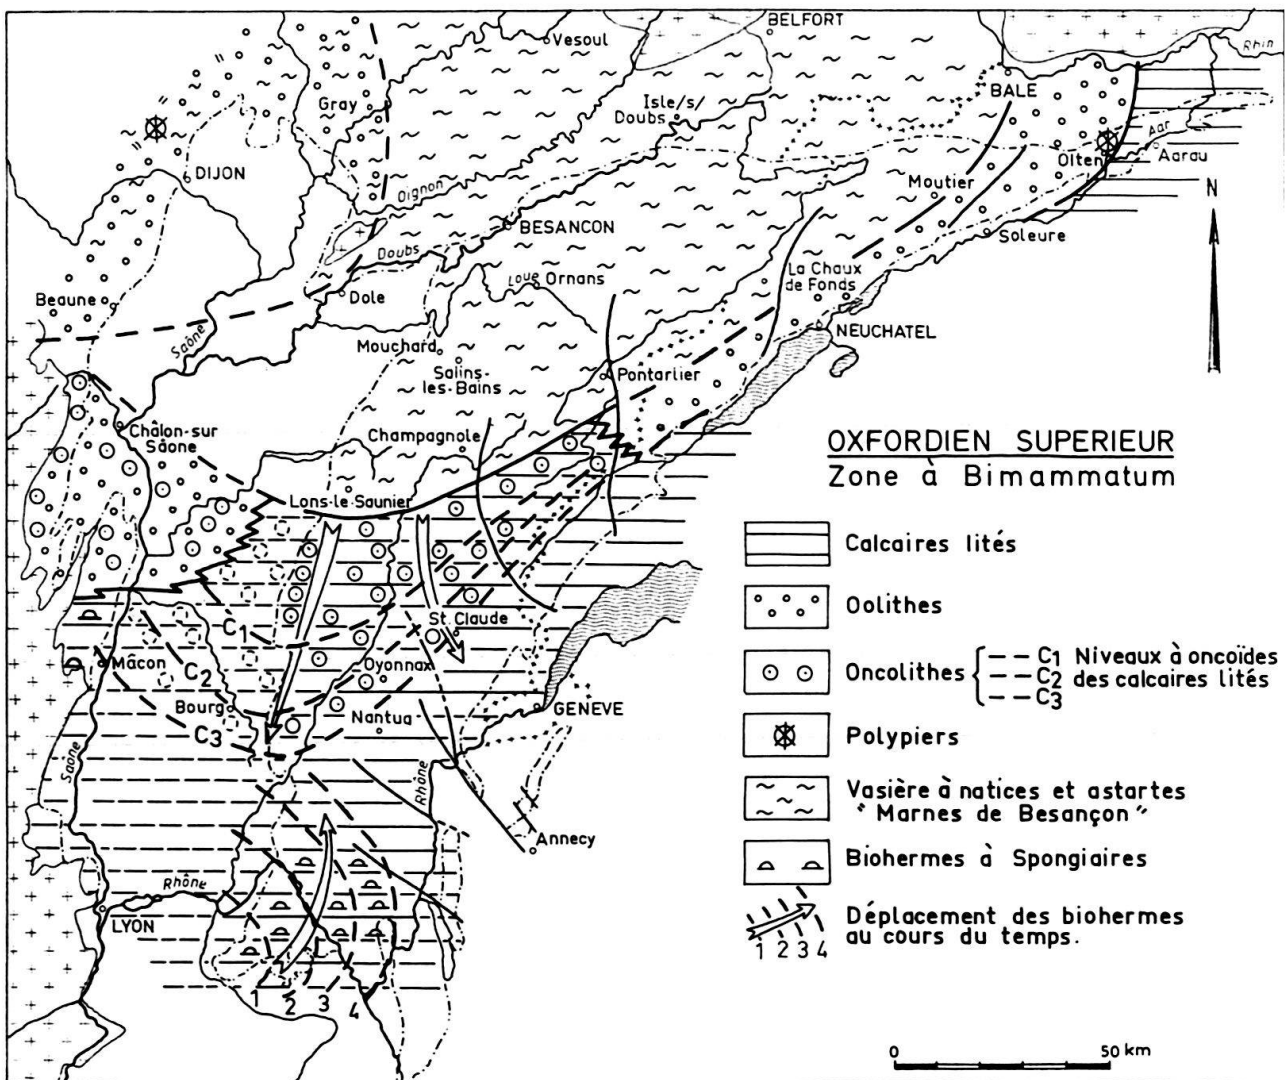 BELFORT
Vesoul
Rhin
Gray
Isle/s/
Doubs
BALE
DIJON
Oignon
Olten
Aar
Aarau
Moutier
N
BESANCON
Soleure
Doubs
Beaune
Dole
Loue
Ornans
La Chaux
de Fonds
Saône
Mouchard
Salins-
les-Bains
Pontarlier
NEUCHATEL
Châlon-sur
Sâone
Champagnole
Lons-le-Saunier
St. Claude
C1
Oyonnax
Mâcon
C2
Bourg
Nantua
GENEVE
C3
Saône
Rhône
Annecy
Rhône
LYON
1 2 3 4
OXFORDIEN SUPERIEUR
Zone à Bimammatum
Calcaires lités
Oolithes
Oncolithes
C1 Niveaux à oncoïdes
C2 des calcaires lités
C3
Polypiers
Vasière à natices et astartes
" Marnes de Besançon "
Biohermes à Spongiaires
Déplacement des biohermes
au cours du temps.
1 2 3 4
0 50 km